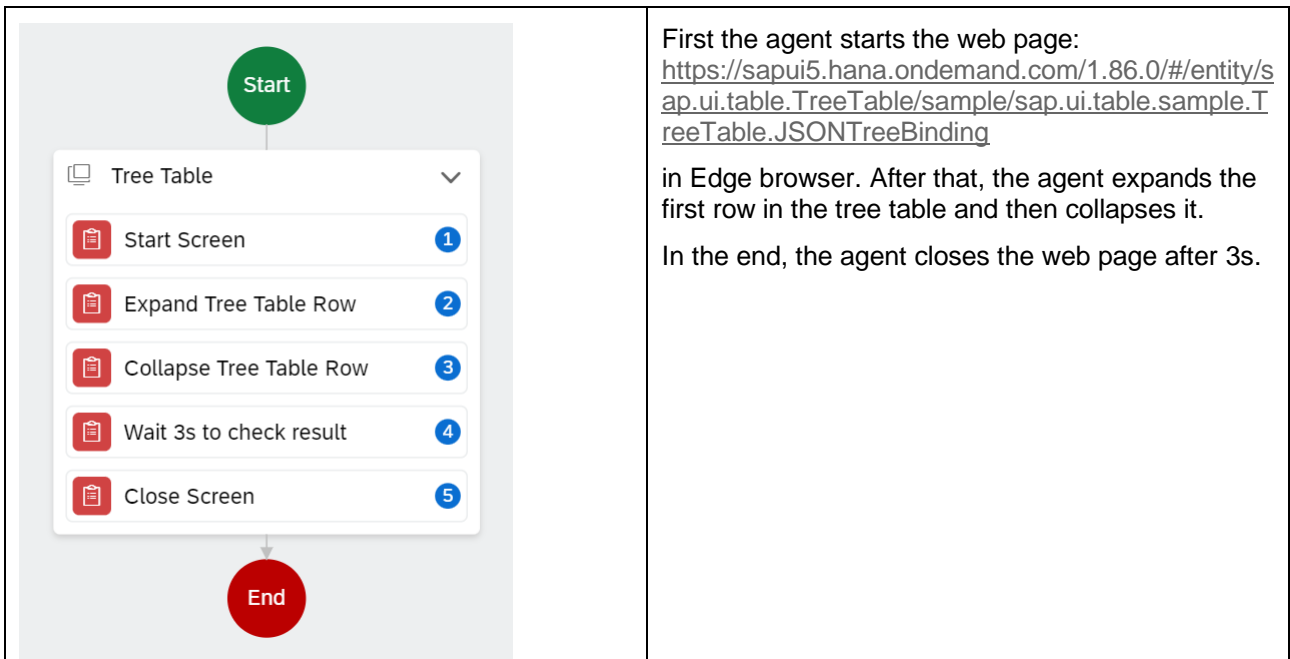 Start
Tree Table
Start Screen 1
Expand Tree Table Row 2
Collapse Tree Table Row 3
Wait 3s to check result 4
Close Screen 5
End
First the agent starts the web page:
https://sapui5.hana.ondemand.com/1.86.0/#/entity/s
ap.ui.table.TreeTable/sample/sap.ui.table.sample.T
reeTable.JSONTreeBinding
in Edge browser. After that, the agent expands the
first row in the tree table and then collapses it.
In the end, the agent closes the web page after 3s.